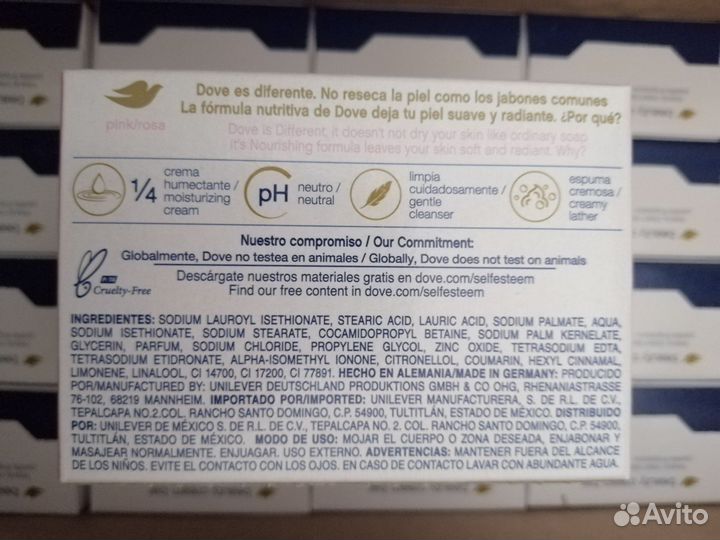 Dove es diferente. No reseca la piel como los jabones comunes
La fórmula nutritiva de Dove deja tu piel suave y radiante. ¿Por qué?
pink/rosa
Dove is Different, it doesn't not dry your skin like ordinary soap
It's Nourishing formula leaves your skin soft and radiant. Why?
1/4
crema
humectante /
moisturizing
cream
pH
neutro /
neutral
limpia
cuidadosamente /
gentle
cleanser
espuma
cremosa /
creamy
lather
Nuestro compromiso / Our Commitment:
Globalmente, Dove no testea en animales / Globally, Dove does not test on animals
Cruelty-Free
Descárgate nuestros materiales gratis en dove.com/selfesteem
Find our free content in dove.com/selfesteem
INGREDIENTES: SODIUM LAUROYL ISETHIONATE, STEARIC ACID, LAURIC ACID, SODIUM PALMATE, AQUA,
SODIUM ISETHIONATE, SODIUM STEARATE, COCAMIDOPROPYL BETAINE, SODIUM PALM KERNELATE,
GLYCERIN, PARFUM, SODIUM CHLORIDE, PROPYLENE GLYCOL, ZINC OXIDE, TETRASODIUM EDTA,
TETRASODIUM ETIDRONATE, ALPHA-ISOMETHYL IONONE, CITRONELLOL, COUMARIN, HEXYL CINNAMAL,
LIMONENE, LINALOOL, CI 14700, CI 17200, CI 77891. HECHO EN ALEMANIA/MADE IN GERMANY: PRODUCIDO
POR/MANUFACTURED BY: UNILEVER DEUTSCHLAND PRODUKTIONS GMBH & CO OHG, RHENANIASTRASSE
76-102, 68219 MANNHEIM. IMPORTADO POR/IMPORTED: UNILEVER MANUFACTURERA, S. DE R.L. DE C.V.,
TEPALCAPA NO.2.COL. RANCHO SANTO DOMINGO, C.P. 54900, TULTITLÁN, ESTADO DE MÉXICO. DISTRIBUIDO
POR: UNILEVER DE MÉXICO S. DE R.L. DE C.V., TEPALCAPA NO. 2. COL. RANCHO SANTO DOMINGO, C.P. 54900,
TULTITLÁN, ESTADO DE MÉXICO. MODO DE USO: MOJAR EL CUERPO O ZONA DESEADA, ENJABONAR Y
MASAJEAR NORMALMENTE. ENJUAGAR. USO EXTERNO. ADVERTENCIAS: MANTENER FUERA DEL ALCANCE
DE LOS NIÑOS. EVITE EL CONTACTO CON LOS OJOS. EN CASO DE CONTACTO LAVAR CON ABUNDANTE AGUA.
Avito